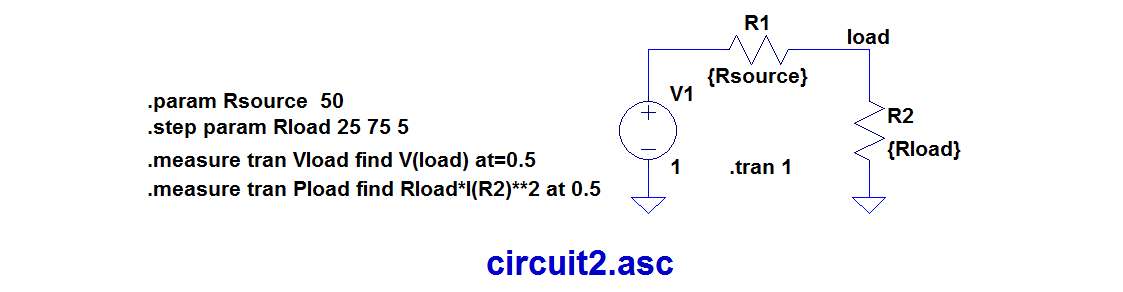 R1
load
{Rsource}
V1
.param Rsource 50
.step param Rload 25 75 5
R2
{Rload}
.measure tran Vload find V(load) at=0.5
1
.tran 1
.measure tran Pload find Rload*I(R2)**2 at 0.5
circuit2.asc